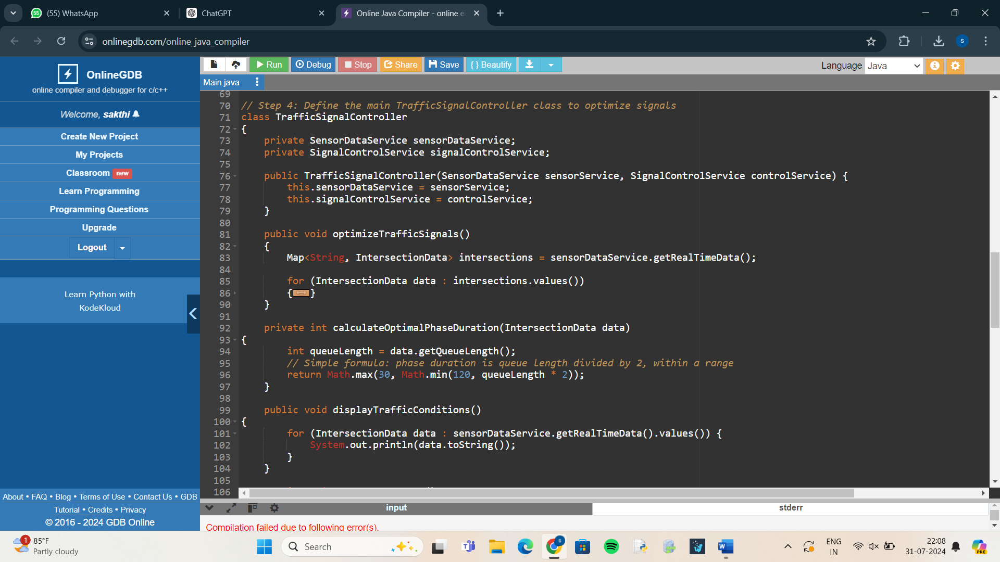 (55) WhatsApp
ChatGPT
Online Java Compiler - online e
onlinegdb.com/online_java_compiler
S
OnlineGDB
online compiler and debugger for c/c++
Welcome, sakthi
Create New Project
My Projects
Classroom new
Learn Programming
Programming Questions
Upgrade
Logout
Learn Python with
KodeKloud
About • FAQ • Blog • Terms of Use • Contact Us • GDB
Tutorial • Credits • Privacy
© 2016 - 2024 GDB Online
Run Debug Stop Share Save { } Beautify
Language Java
Main.java
69
70 // Step 4: Define the main TrafficSignalController class to optimize signals
71 class TrafficSignalController
72 {
73 private SensorDataService sensorDataService;
74 private SignalControlService signalControlService;
75
76 public TrafficSignalController(SensorDataService sensorService, SignalControlService controlService) {
77 this.sensorDataService = sensorService;
78 this.signalControlService = controlService;
79 }
80
81 public void optimizeTrafficSignals()
82 {
83 Map<String, IntersectionData> intersections = sensorDataService.getRealTimeData();
84
85 for (IntersectionData data : intersections.values())
86 {}
90 }
91
92 private int calculateOptimalPhaseDuration(IntersectionData data)
93 {
94 int queueLength = data.getQueueLength();
95 // Simple formula: phase duration is queue length divided by 2, within a range
96 return Math.max(30, Math.min(120, queueLength * 2));
97 }
98
99 public void displayTrafficConditions()
100 {
101 for (IntersectionData data : sensorDataService.getRealTimeData().values()) {
102 System.out.println(data.toString());
103 }
104 }
105
106
input
stderr
Compilation failed due to following error(s).
1
85°F
Partly cloudy
Search
ENG
IN
22:08
31-07-2024
PRE